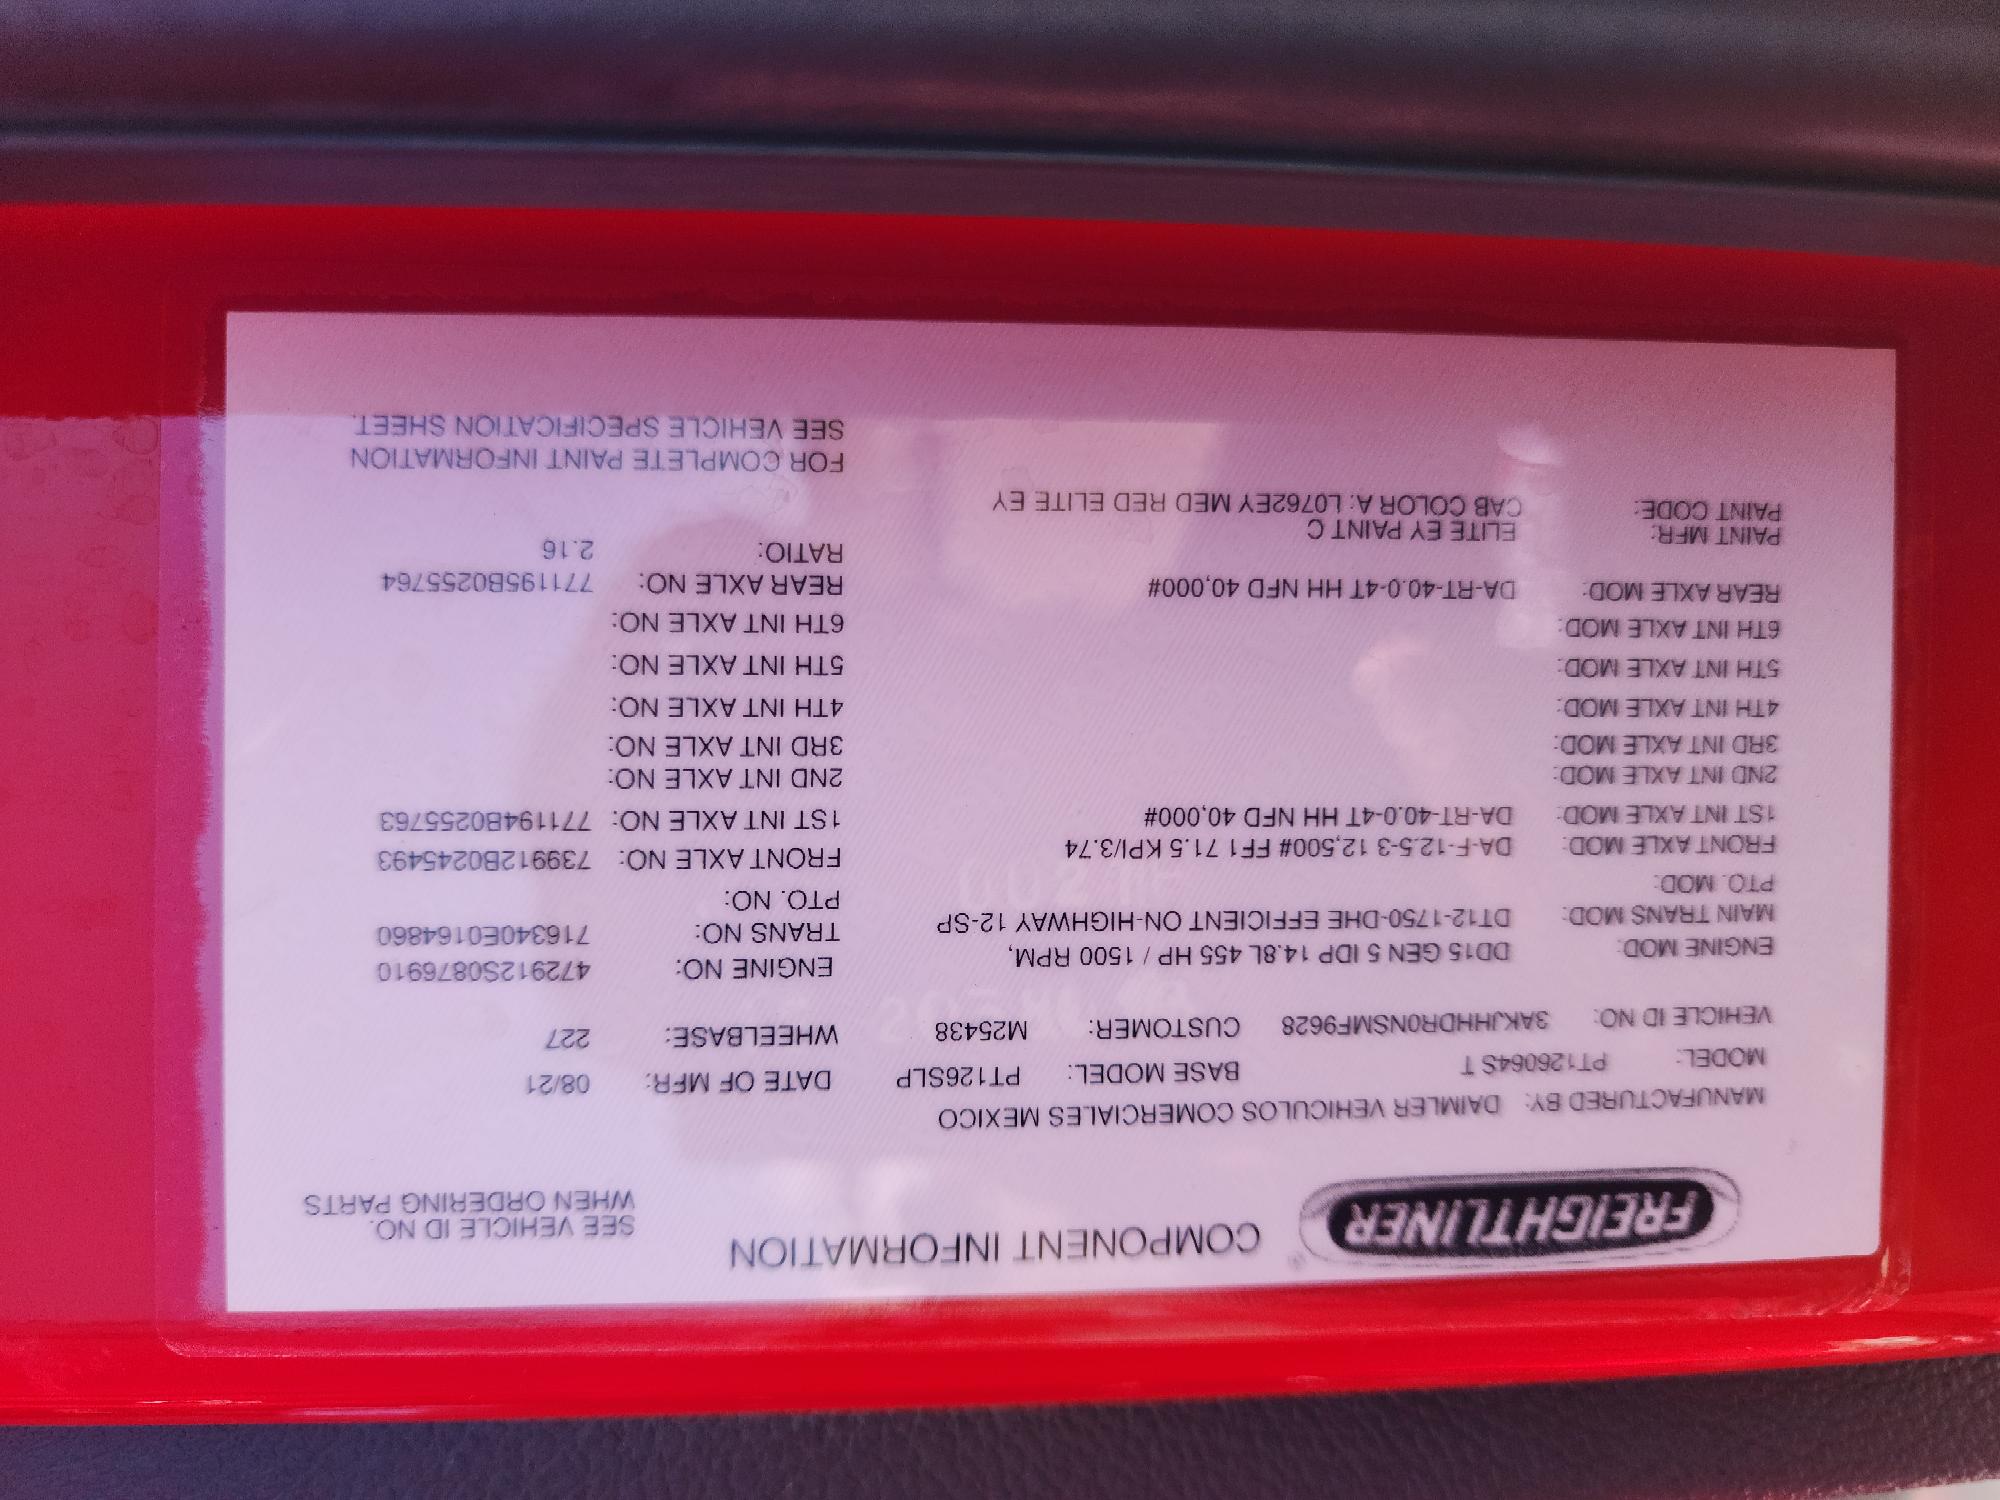 FREIGHTLINER® COMPONENT INFORMATION
SEE VEHICLE ID NO.
WHEN ORDERING PARTS
MANUFACTURED BY: DAIMLER VEHICULOS COMERCIALES MEXICO
MODEL: PT126064S T BASE MODEL: PT126SLP DATE OF MFR: 08/21
VEHICLE ID NO: 3AKJHHDR0NSMF9628 CUSTOMER: M25438 WHEELBASE: 227
ENGINE MOD: DD15 GEN 5 IDP 14.8L 455 HP / 1500 RPM, ENGINE NO: 472912S0876910
MAIN TRANS MOD: DT12-1750-DHE EFFICIENT ON-HIGHWAY 12-SP TRANS NO: 716340E0164860
PTO. MOD: PTO. NO:
FRONT AXLE MOD: DA-F-12.5-3 12,500# FF1 71.5 KPI/3.74 FRONT AXLE NO: 739912B0245493
1ST INT AXLE MOD: DA-RT-40.0-4T HH NFD 40,000# 1ST INT AXLE NO: 771194B0255763
2ND INT AXLE MOD: 2ND INT AXLE NO:
3RD INT AXLE MOD: 3RD INT AXLE NO:
4TH INT AXLE MOD: 4TH INT AXLE NO:
5TH INT AXLE MOD: 5TH INT AXLE NO:
6TH INT AXLE MOD: 6TH INT AXLE NO:
REAR AXLE MOD: DA-RT-40.0-4T HH NFD 40,000# REAR AXLE NO: 771195B0255764
RATIO: 2.16
PAINT MFR: ELITE EY PAINT C
PAINT CODE: CAB COLOR A: L0762EY MED RED ELITE EY
FOR COMPLETE PAINT INFORMATION
SEE VEHICLE SPECIFICATION SHEET.